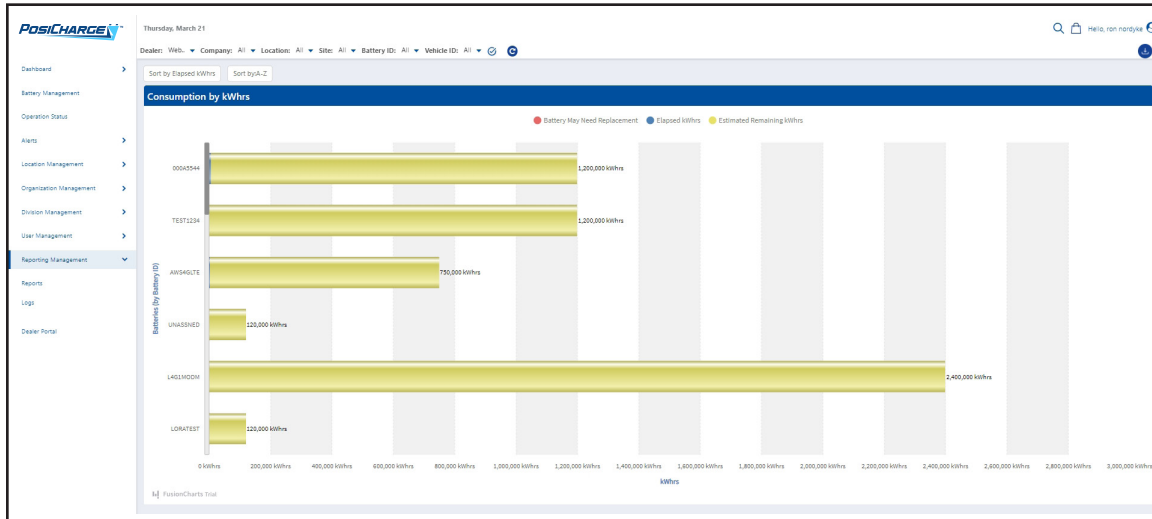 POSICHARGE
Thursday, March 21
Hello, ron nordyke
Dealer: Web.. Company: All Location: All Site: All Battery ID: All Vehicle ID: All
Dashboard
Battery Management
Operation Status
Alerts
Location Management
Organization Management
Division Management
User Management
Reporting Management
Reports
Logs
Dealer Portal
Sort by Elapsed kWhrs Sort by:A-Z
Consumption by kWhrs
Battery May Need Replacement Elapsed kWhrs Estimated Remaining kWhrs
Batteries (by Battery ID)
000A5544 1,200,000 kWhrs
TEST1234 1,200,000 kWhrs
AWS4GLTE 750,000 kWhrs
UNASSNED 120,000 kWhrs
L4G1MODM 2,400,000 kWhrs
LORATEST 120,000 kWhrs
0 kWhrs 200,000 kWhrs 400,000 kWhrs 600,000 kWhrs 800,000 kWhrs 1,000,000 kWhrs 1,200,000 kWhrs 1,400,000 kWhrs 1,600,000 kWhrs 1,800,000 kWhrs 2,000,000 kWhrs 2,200,000 kWhrs 2,400,000 kWhrs 2,600,000 kWhrs 2,800,000 kWhrs 3,000,000 kWhrs
kWhrs
FusionCharts Trial